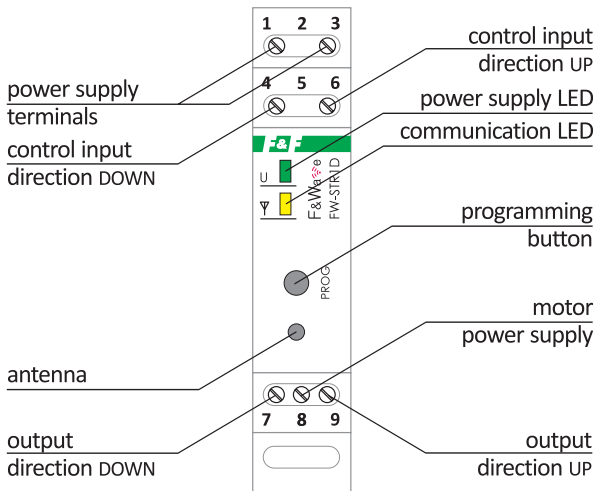 1 2 3
control input
direction UP
power supply
terminals
4 5 6
power supply LED
control input
direction DOWN
communication LED
F&F
U
F&Wave
FW-STR1D
programming
button
PROG
motor
power supply
antenna
7 8 9
output
direction DOWN
output
direction UP